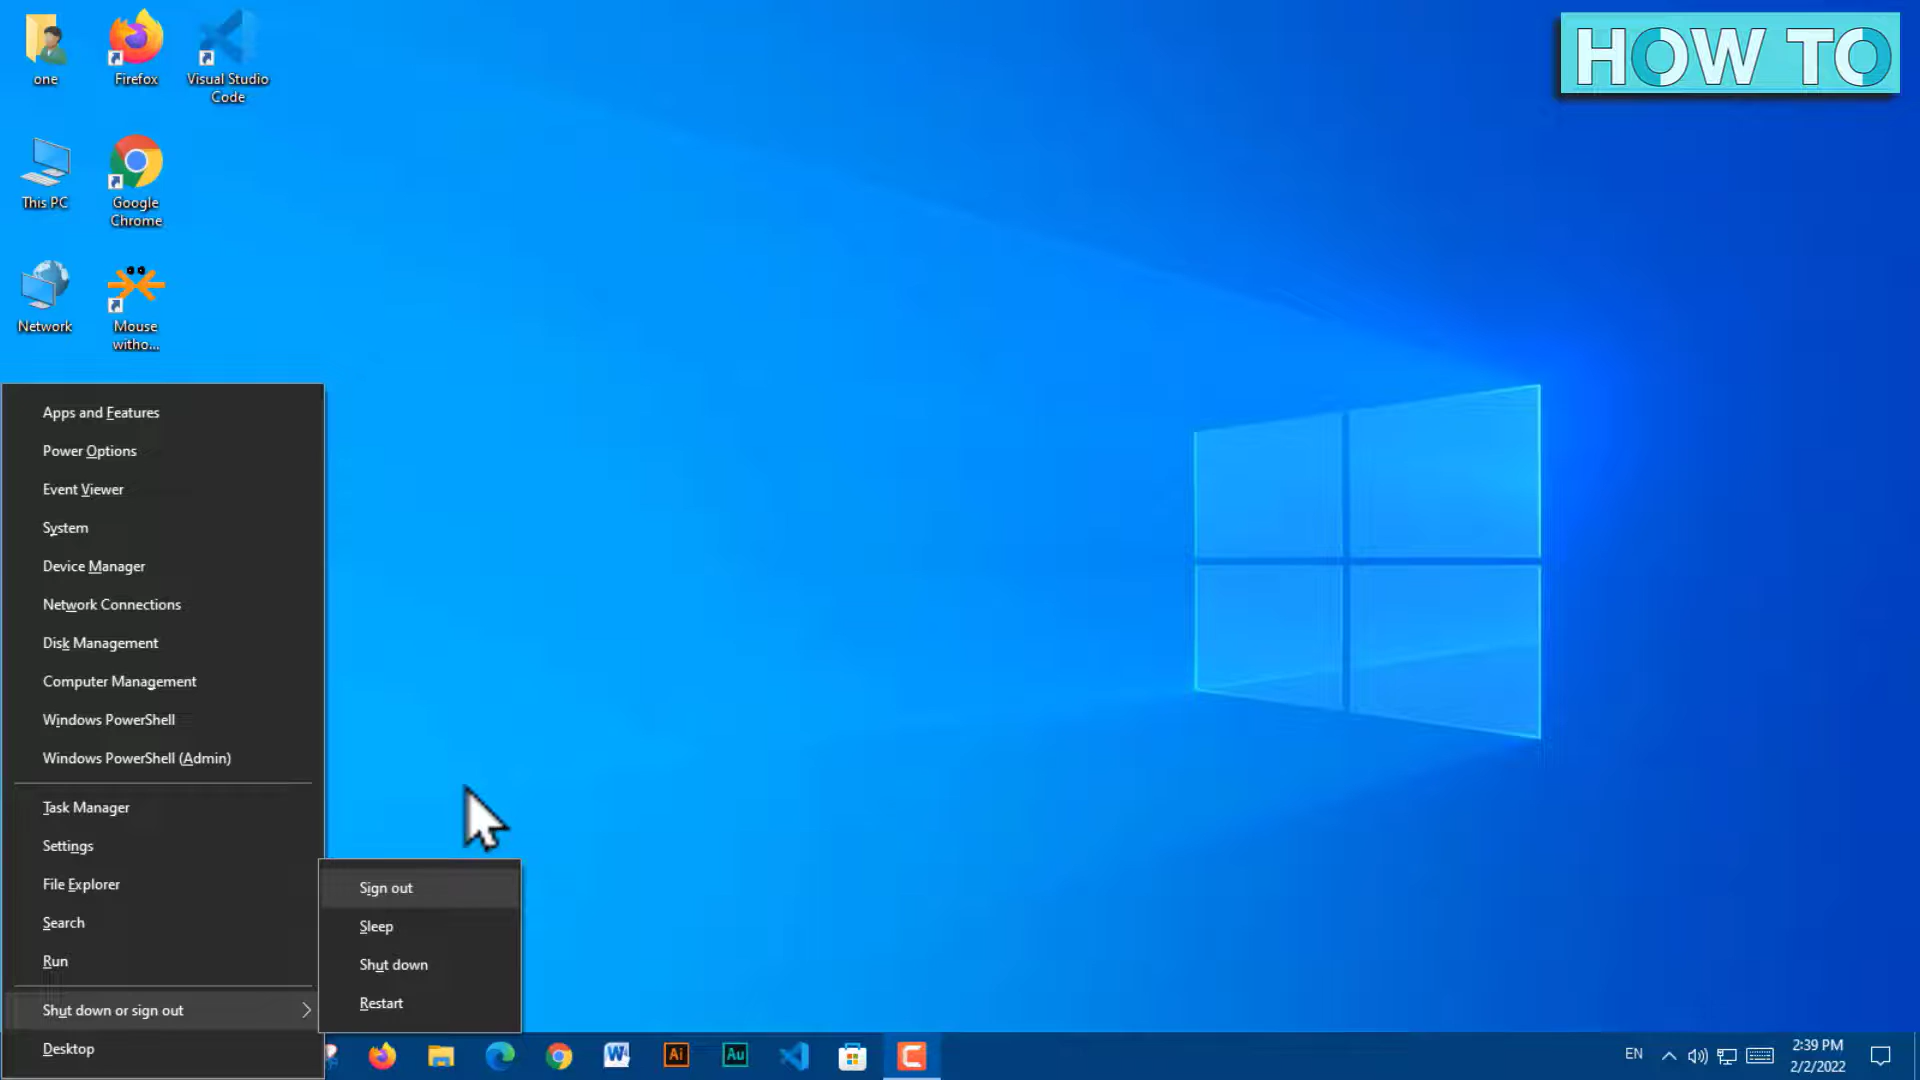 HOW TO
one
Firefox
Visual Studio
Code
This PC
Google
Chrome
Network
Mouse
witho...
Apps and Features
Power Options
Event Viewer
System
Device Manager
Network Connections
Disk Management
Computer Management
Windows PowerShell
Windows PowerShell (Admin)
Task Manager
Settings
File Explorer
Search
Run
Shut down or sign out
Desktop
Sign out
Sleep
Shut down
Restart
W
Ai
Au
EN
2:39 PM
2/2/2022